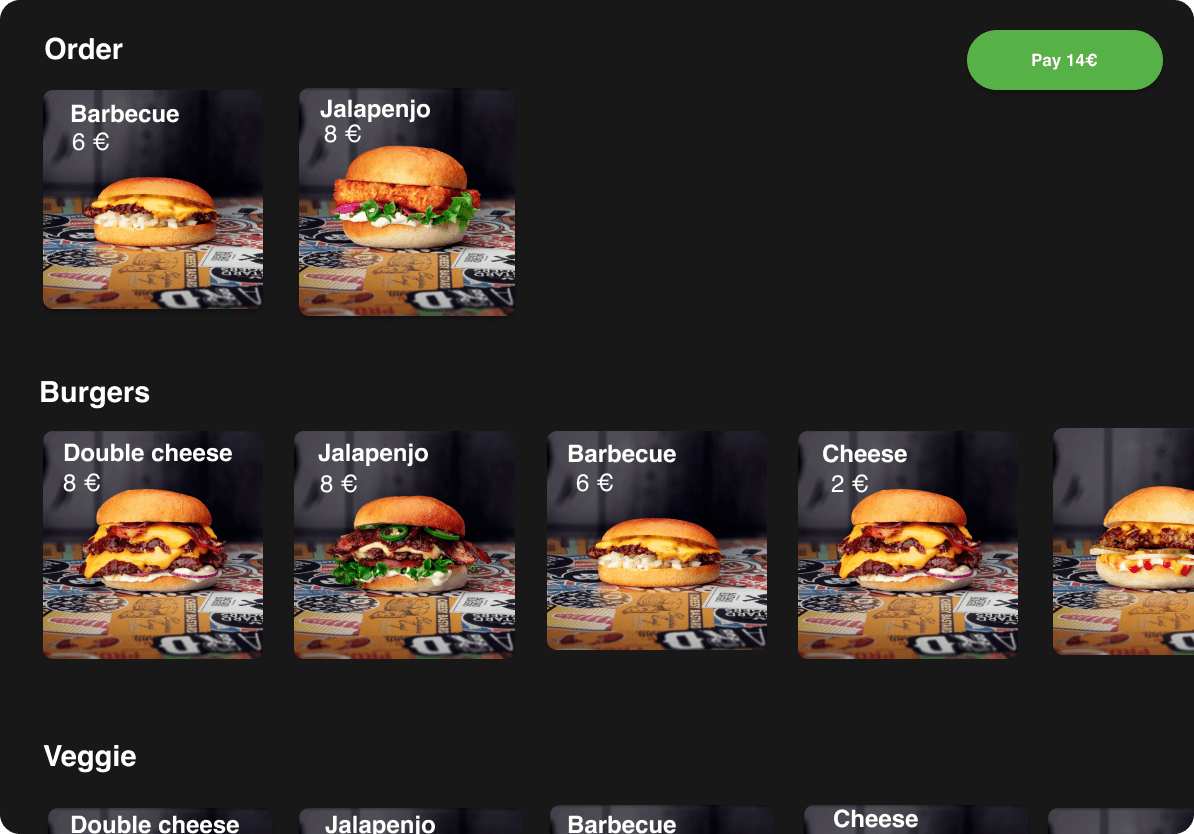 Order
Pay 14€
Barbecue
6 €
Jalapenjo
8 €
Burgers
Double cheese
8 €
Jalapenjo
8 €
Barbecue
6 €
Cheese
2 €
Veggie
Double cheese
Jalapenjo
Barbecue
Cheese